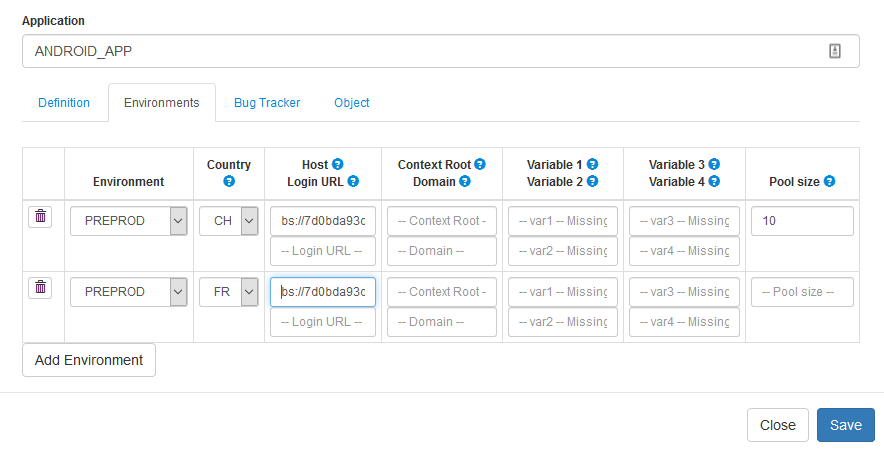 Application
ANDROID_APP
Definition Environments Bug Tracker Object
Environment Country Host Login URL Context Root Domain Variable 1 Variable 2 Variable 3 Variable 4 Pool size
PREPROD CH bs://7d0bda93c -- Context Root - -- var1 -- Missing -- var3 -- Missing 10
-- Login URL -- -- Domain -- -- var2 -- Missing -- var4 -- Missing
PREPROD FR bs://7d0bda93c -- Context Root - -- var1 -- Missing -- var3 -- Missing -- Pool size --
-- Login URL -- -- Domain -- -- var2 -- Missing -- var4 -- Missing
Add Environment
Close Save